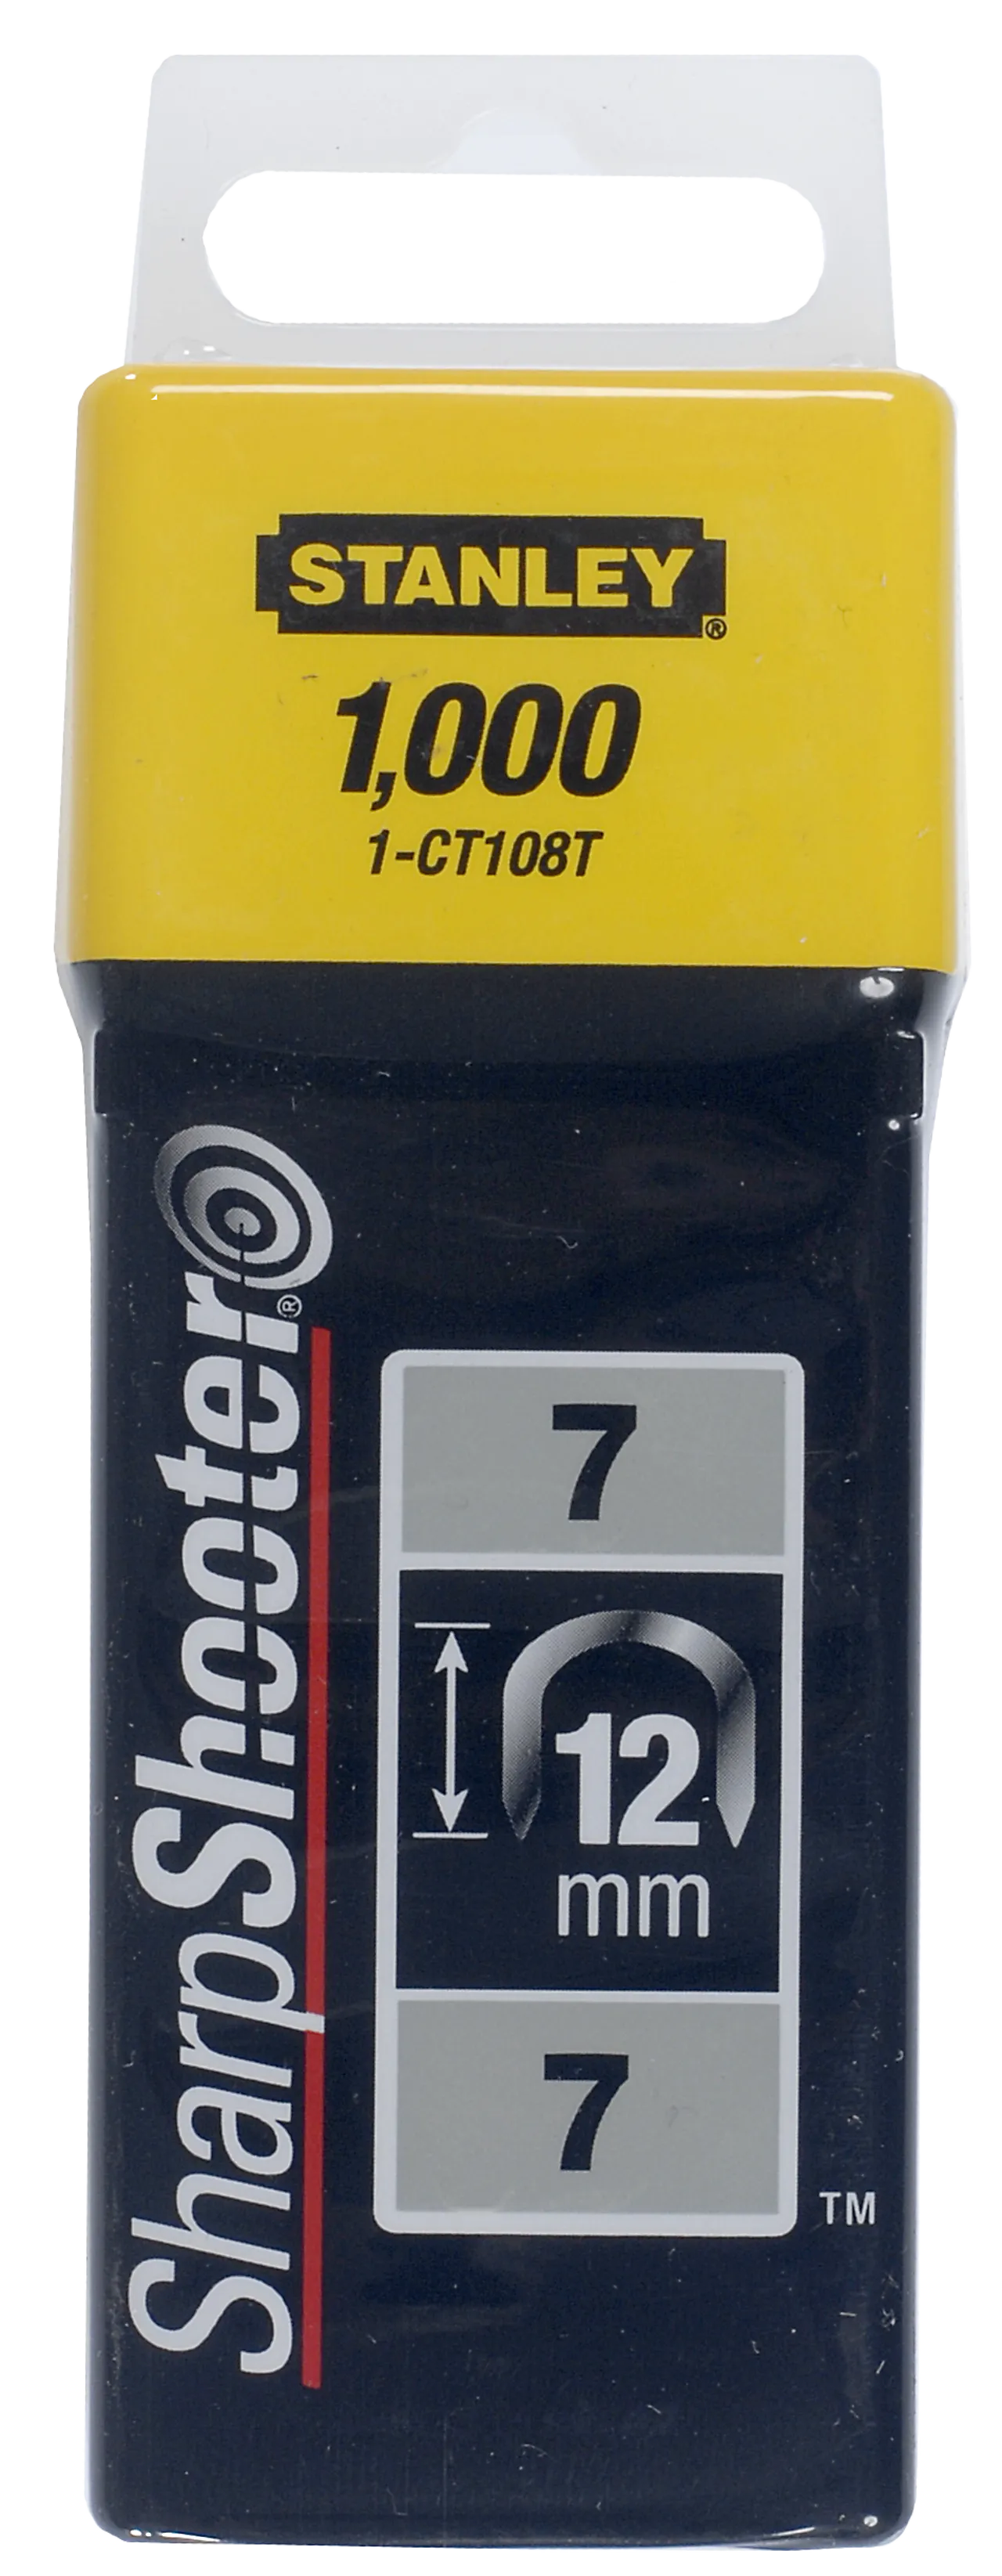 STANLEY®
1,000
1-CT108T
SharpShooter®
7
12
mm
7
TM